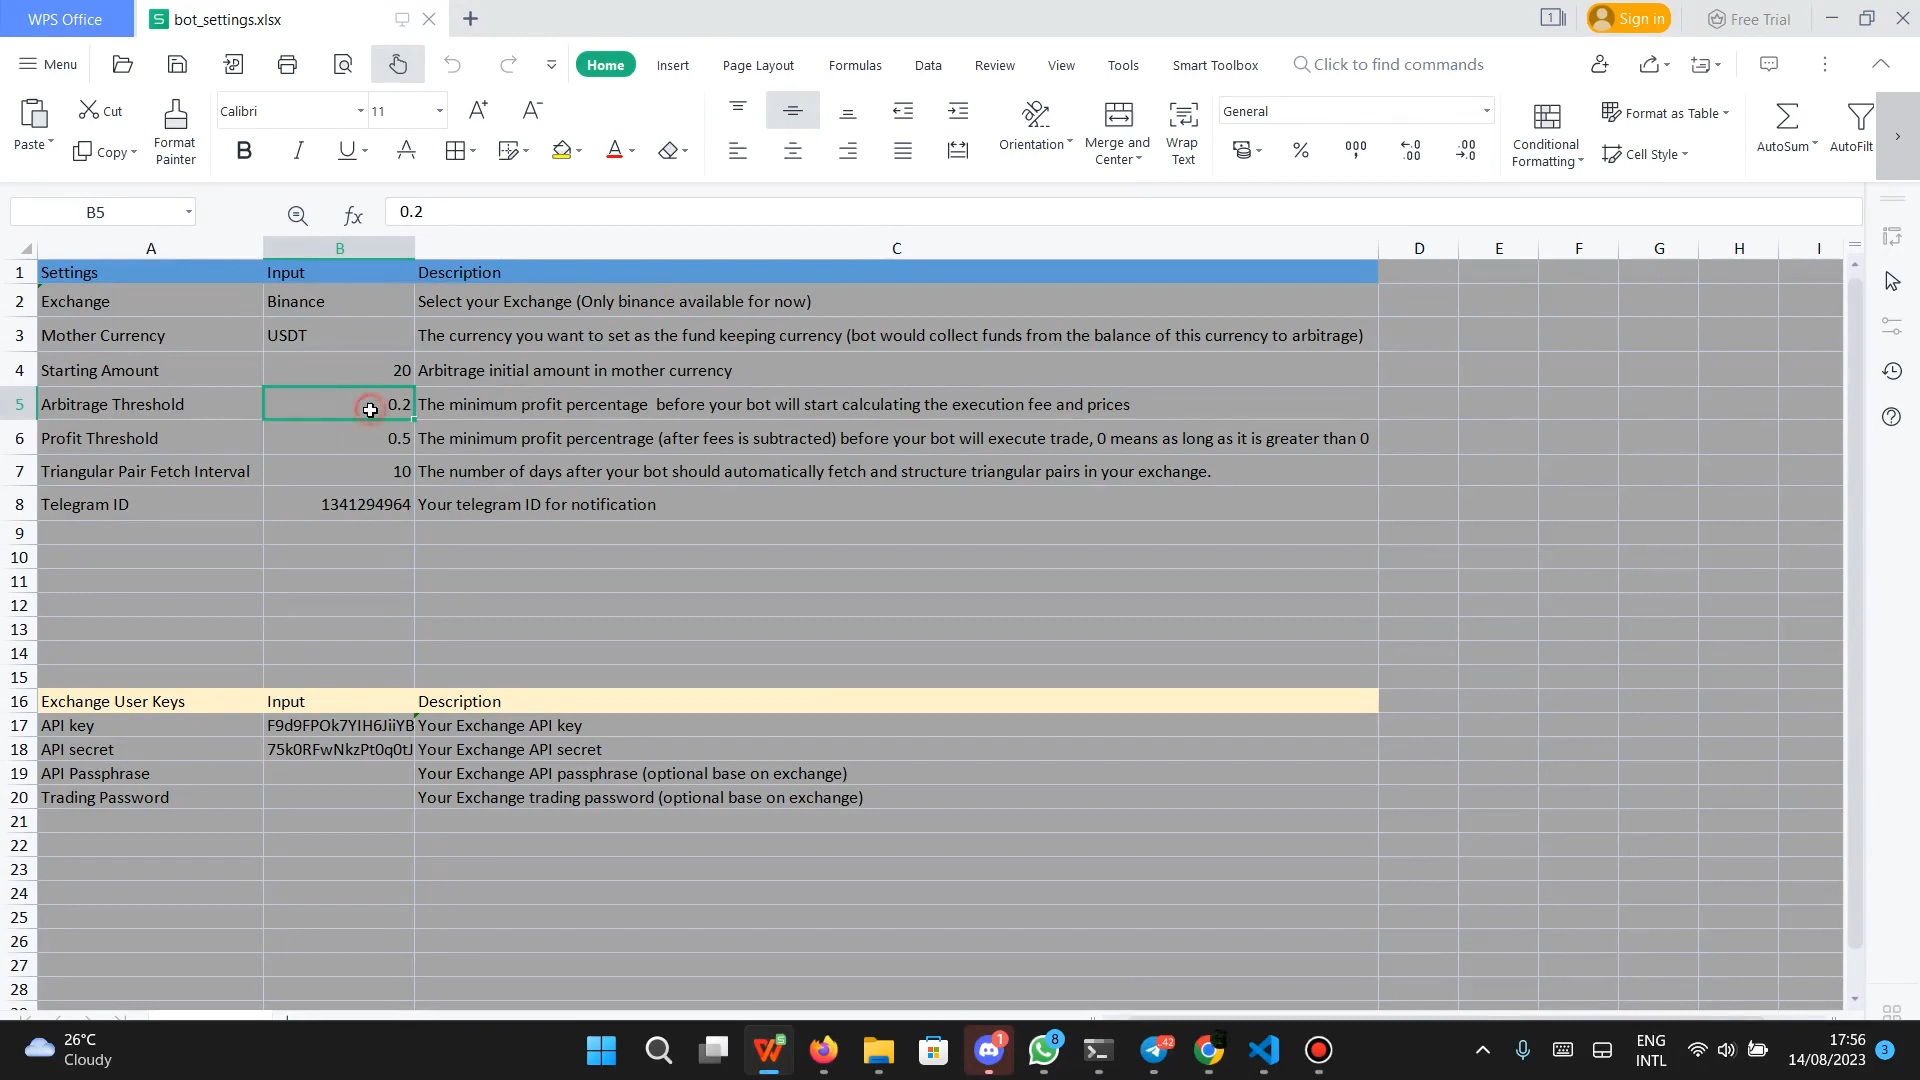 WPS Office
bot_settings.xlsx
1
Sign in
Free Trial
Menu
Home
Insert
Page Layout
Formulas
Data
Review
View
Tools
Smart Toolbox
Click to find commands
Paste
Cut
Copy
Format Painter
Calibri
11
Orientation
Merge and Center
Wrap Text
General
Conditional Formatting
Format as Table
Cell Style
AutoSum
AutoFilt
B5
fx
0.2
A B C D E F G H I
1 Settings Input Description
2 Exchange Binance Select your Exchange (Only binance available for now)
3 Mother Currency USDT The currency you want to set as the fund keeping currency (bot would collect funds from the balance of this currency to arbitrage)
4 Starting Amount 20 Arbitrage initial amount in mother currency
5 Arbitrage Threshold 0.2 The minimum profit percentage  before your bot will start calculating the execution fee and prices
6 Profit Threshold 0.5 The minimum profit percentrage (after fees is subtracted) before your bot will execute trade, 0 means as long as it is greater than 0
7 Triangular Pair Fetch Interval 10 The number of days after your bot should automatically fetch and structure triangular pairs in your exchange.
8 Telegram ID 1341294964 Your telegram ID for notification
9
10
11
12
13
14
15
16 Exchange User Keys Input Description
17 API key F9d9FPOk7YIH6JiiYB Your Exchange API key
18 API secret 75k0RFwNkzPt0q0tJ Your Exchange API secret
19 API Passphrase Your Exchange API passphrase (optional base on exchange)
20 Trading Password Your Exchange trading password (optional base on exchange)
21
22
23
24
25
26
27
28
26°C
Cloudy
1
8
42
ENG
INTL
17:56
14/08/2023
3